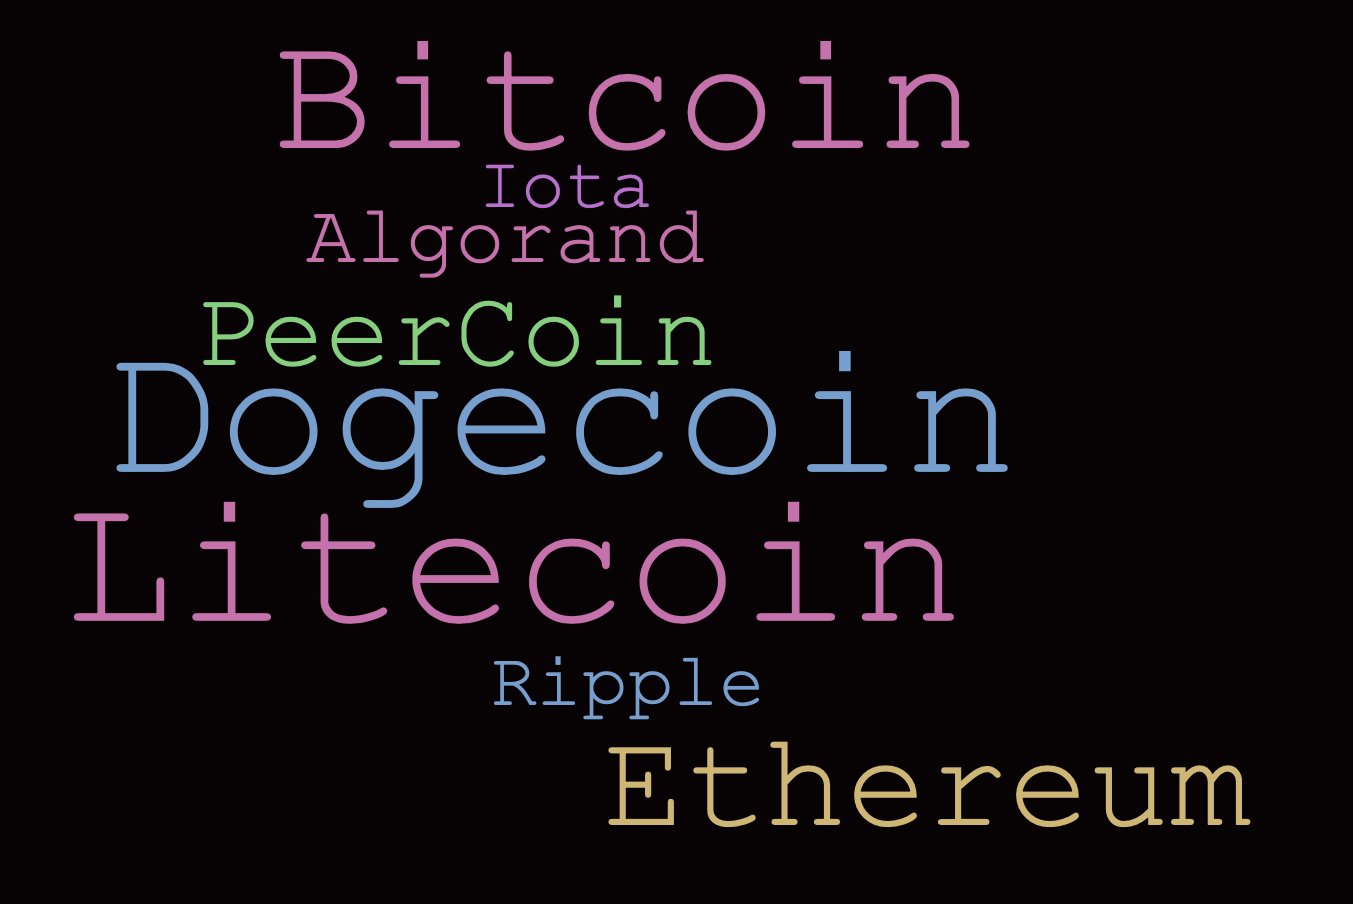 Bitcoin
Iota
Algorand
PeerCoin
Dogecoin
Litecoin
Ripple
Ethereum